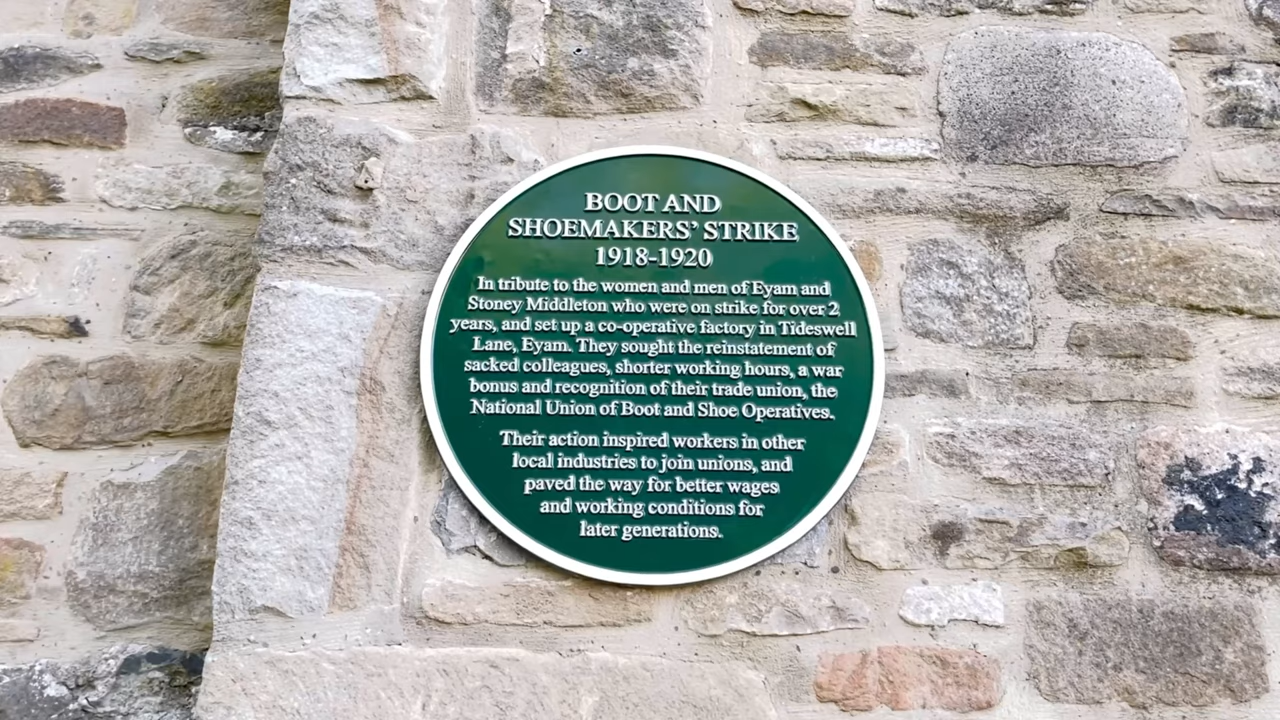 BOOT AND
SHOEMAKERS' STRIKE
1918-1920
In tribute to the women and men of Eyam and
Stoney Middleton who were on strike for over 2
years, and set up a co-operative factory in Tideswell
Lane, Eyam. They sought the reinstatement of
sacked colleagues, shorter working hours, a war
bonus and recognition of their trade union, the
National Union of Boot and Shoe Operatives.
Their action inspired workers in other
local industries to join unions, and
paved the way for better wages
and working conditions for
later generations.